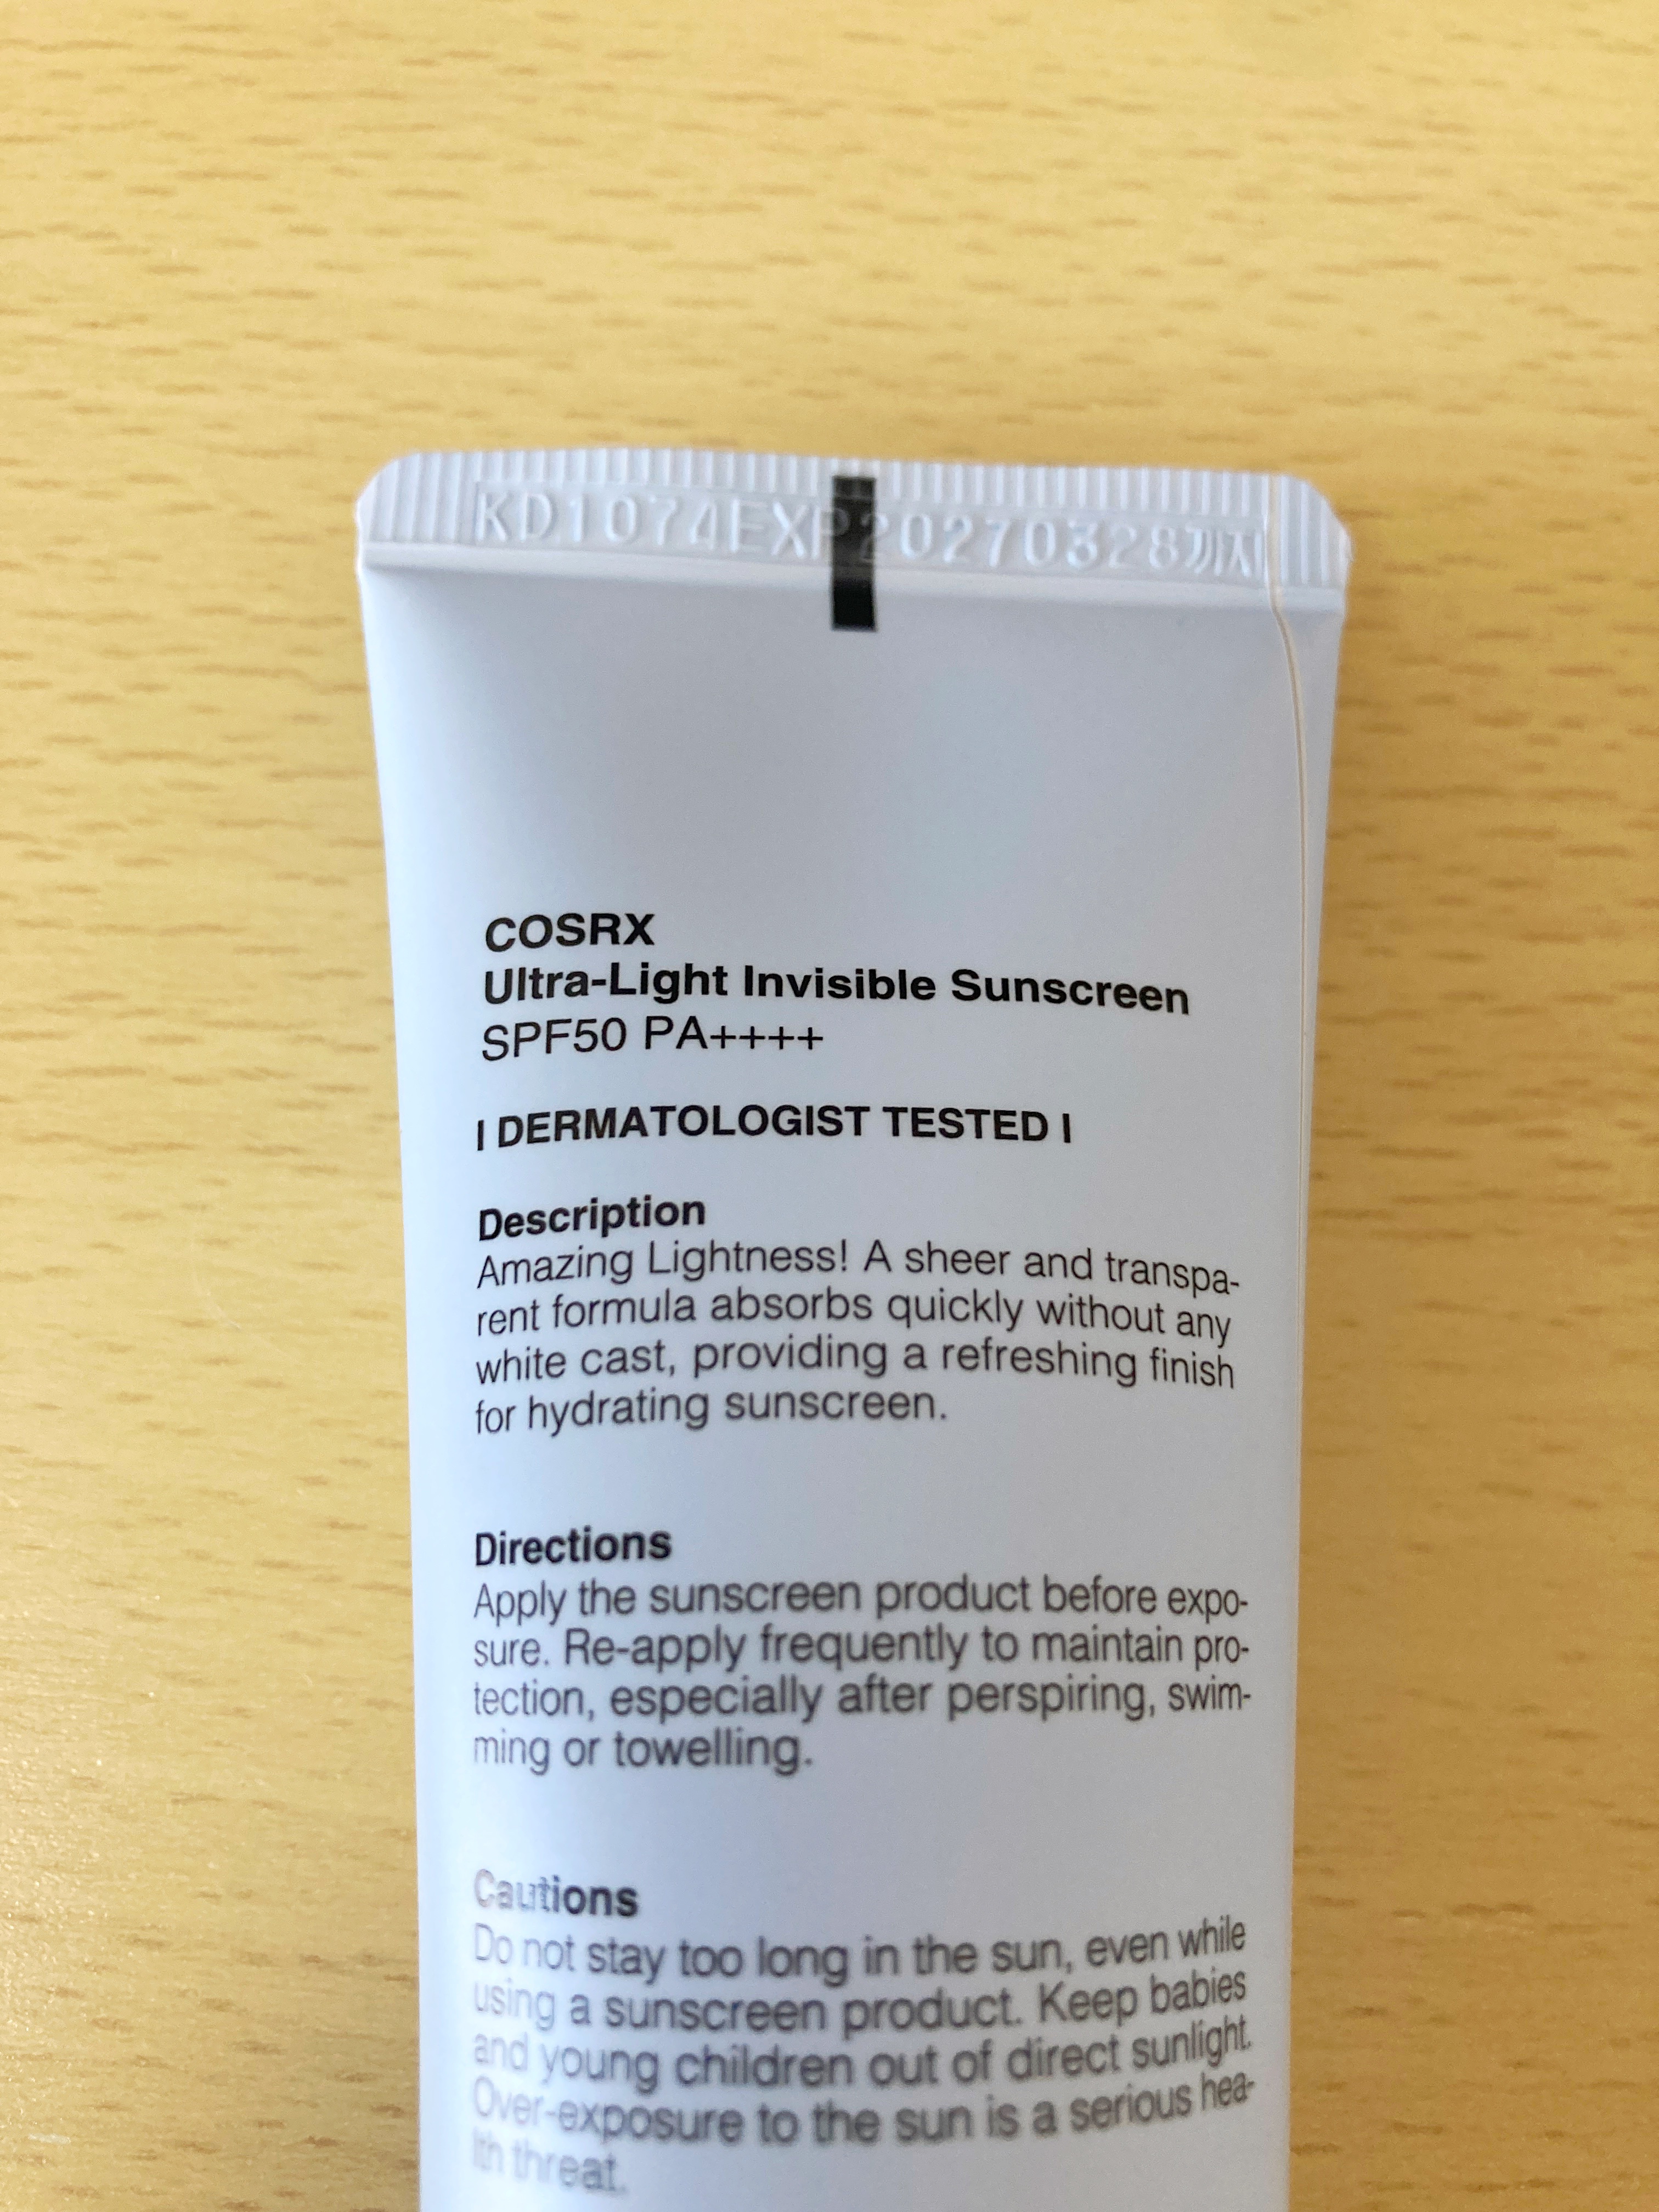 KD1074EXP20270328까지
COSRX
Ultra-Light Invisible Sunscreen
SPF50 PA++++
I DERMATOLOGIST TESTED I
Description
Amazing Lightness! A sheer and transpa-
rent formula absorbs quickly without any
white cast, providing a refreshing finish
for hydrating sunscreen.
Directions
Apply the sunscreen product before expo-
sure. Re-apply frequently to maintain pro-
tection, especially after perspiring, swim-
ming or towelling.
Cautions
Do not stay too long in the sun, even while
using a sunscreen product. Keep babies
and young children out of direct sunlight.
Over-exposure to the sun is a serious hea-
lth threat.